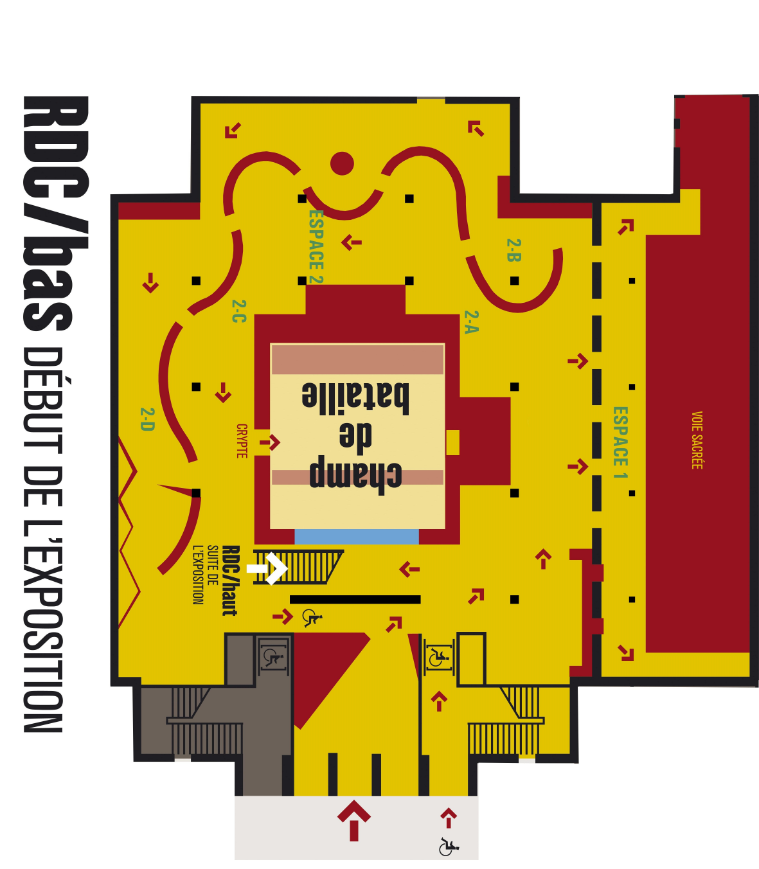 RDC/bas DÉBUT DE L'EXPOSITION
ESPACE 2
2-B
2-C
2-A
2-D
ESPACE 1
VOIE SACRÉE
CRYPTE
champ
de
bataille
RDC/haut
SUITE DE
L'EXPOSITION